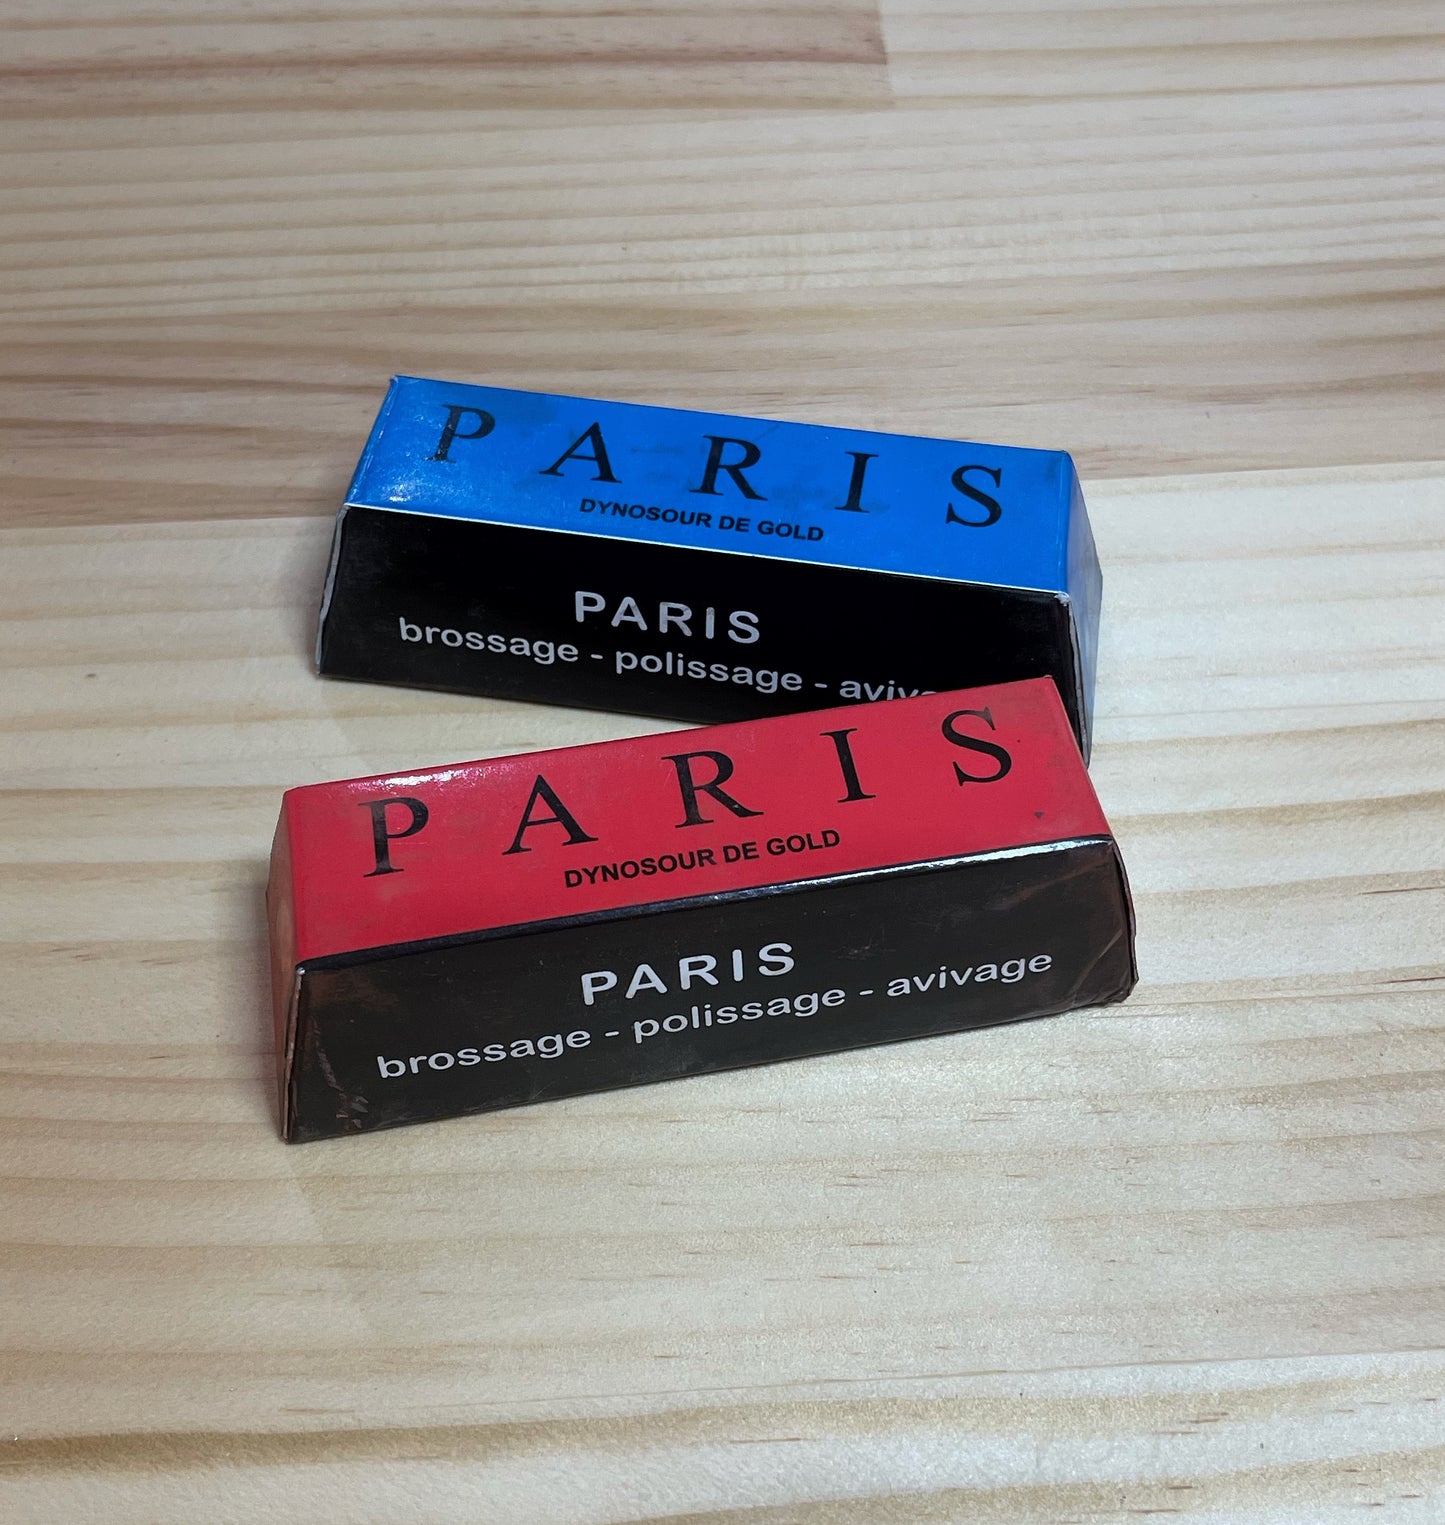 PARIS
DYNOSOUR DE GOLD
PARIS
brossage - polissage -
PARIS
DYNOSOUR DE GOLD
PARIS
brossage - polissage - avivage